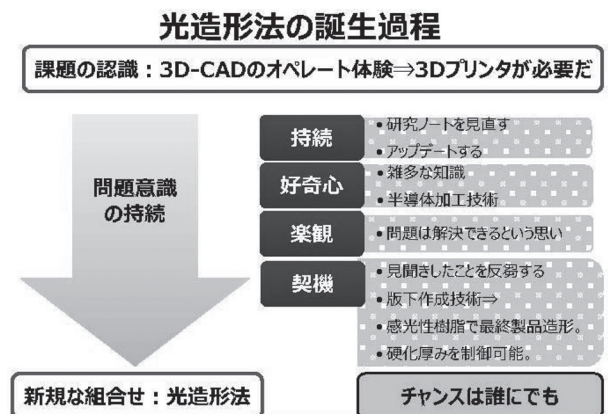 光造形法の誕生過程
課題の認識：3D-CADのオペレート体験⇒3Dプリンタが必要だ
問題意識
の持続
持続
• 研究ノートを見直す
• アップデートする
好奇心
• 雑多な知識
• 半導体加工技術
楽観
• 問題は解決できるという思い
契機
• 見聞きしたことを反芻する
• 版下作成技術⇒
• 感光性樹脂で最終製品造形。
• 硬化厚みを制御可能。
新規な組合せ：光造形法
チャンスは誰にでも